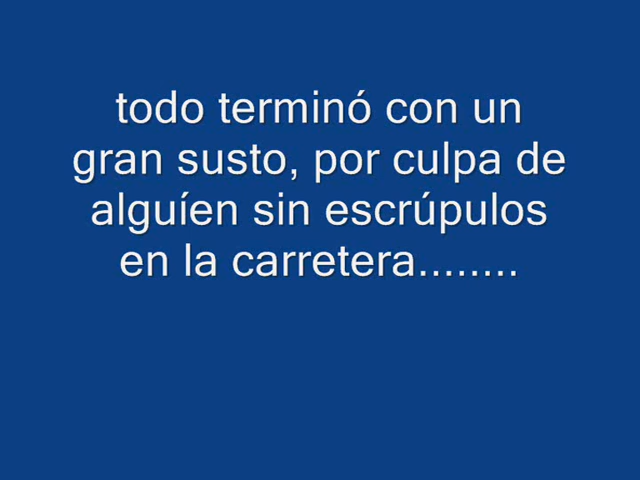 todo terminó con un
gran susto, por culpa de
alguíen sin escrúpulos
en la carretera........